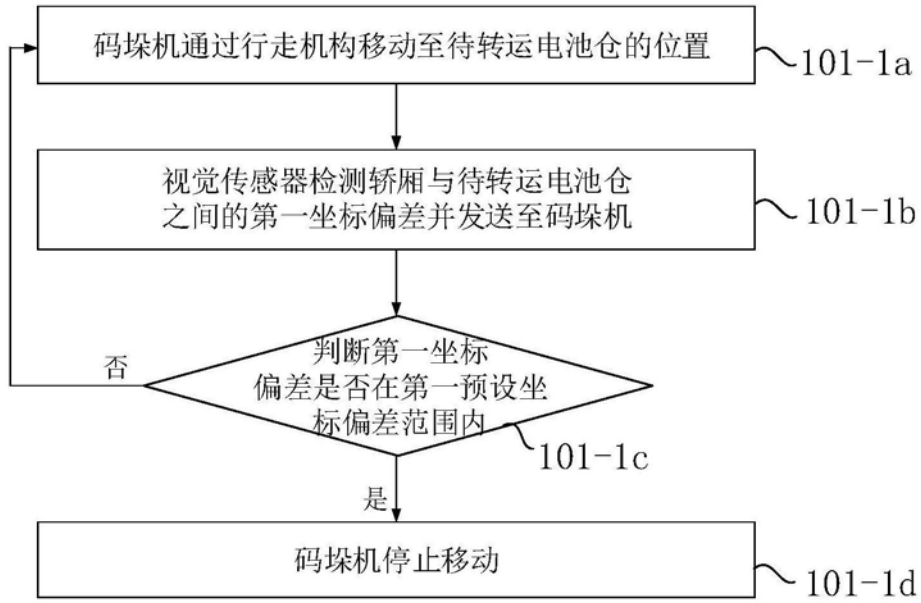 码垛机通过行走机构移动至待转运电池仓的位置
101-1a
视觉传感器检测轿厢与待转运电池仓
之间的第一坐标偏差并发送至码垛机
101-1b
判断第一坐标
偏差是否在第一预设坐
标偏差范围内
否
101-1c
是
码垛机停止移动
101-1d